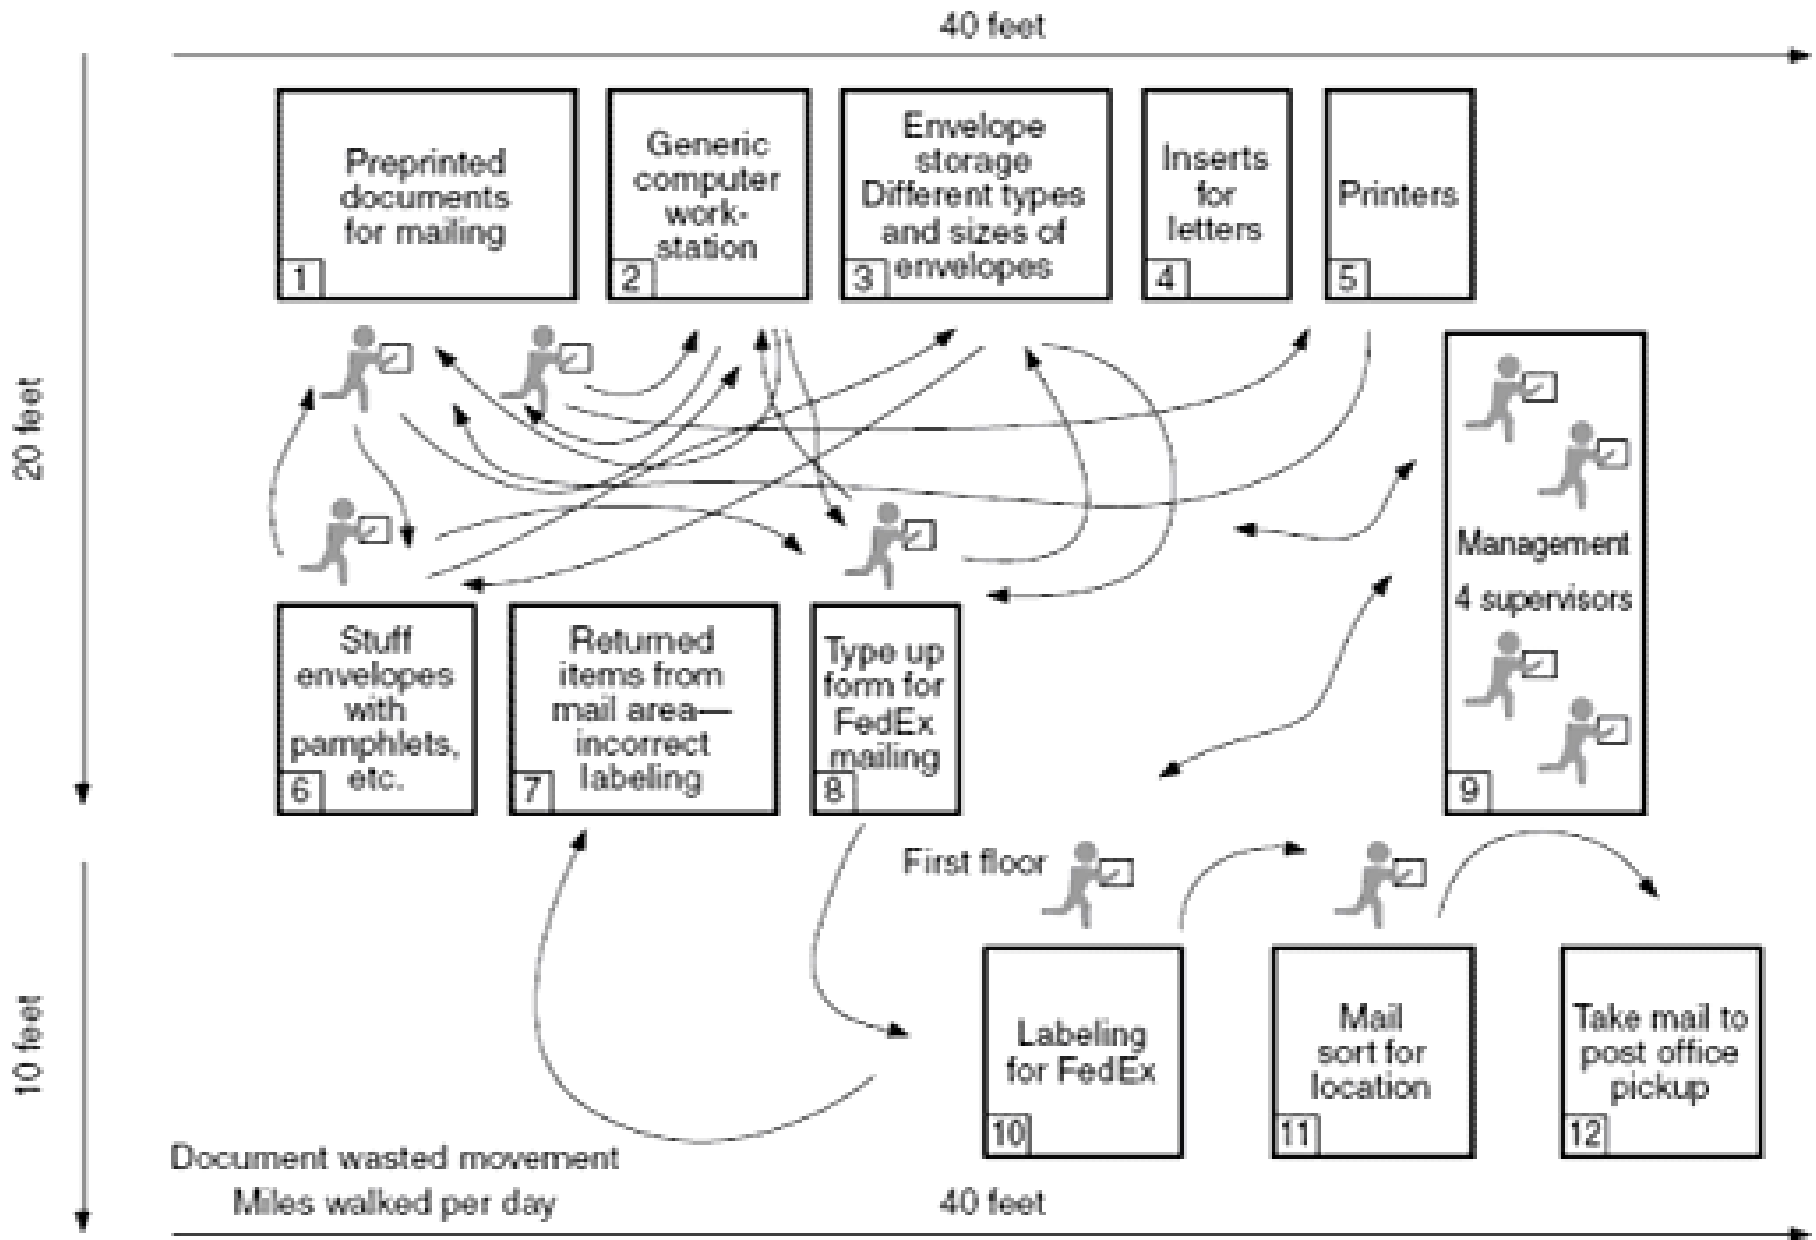 40 feet
20 feet
Preprinted
documents
for mailing
1
Generic
computer
work-
station
2
Envelope
storage
Different types
and sizes of
envelopes
3
Inserts
for
letters
4
Printers
5
Management
4 supervisors
9
Stuff
envelopes
with
pamphlets,
etc.
6
Returned
items from
mail area—
incorrect
labeling
7
Type up
form for
FedEx
mailing
8
10 feet
First floor
Labeling
for FedEx
10
Mail
sort for
location
11
Take mail to
post office
pickup
12
Document wasted movement
Miles walked per day
40 feet